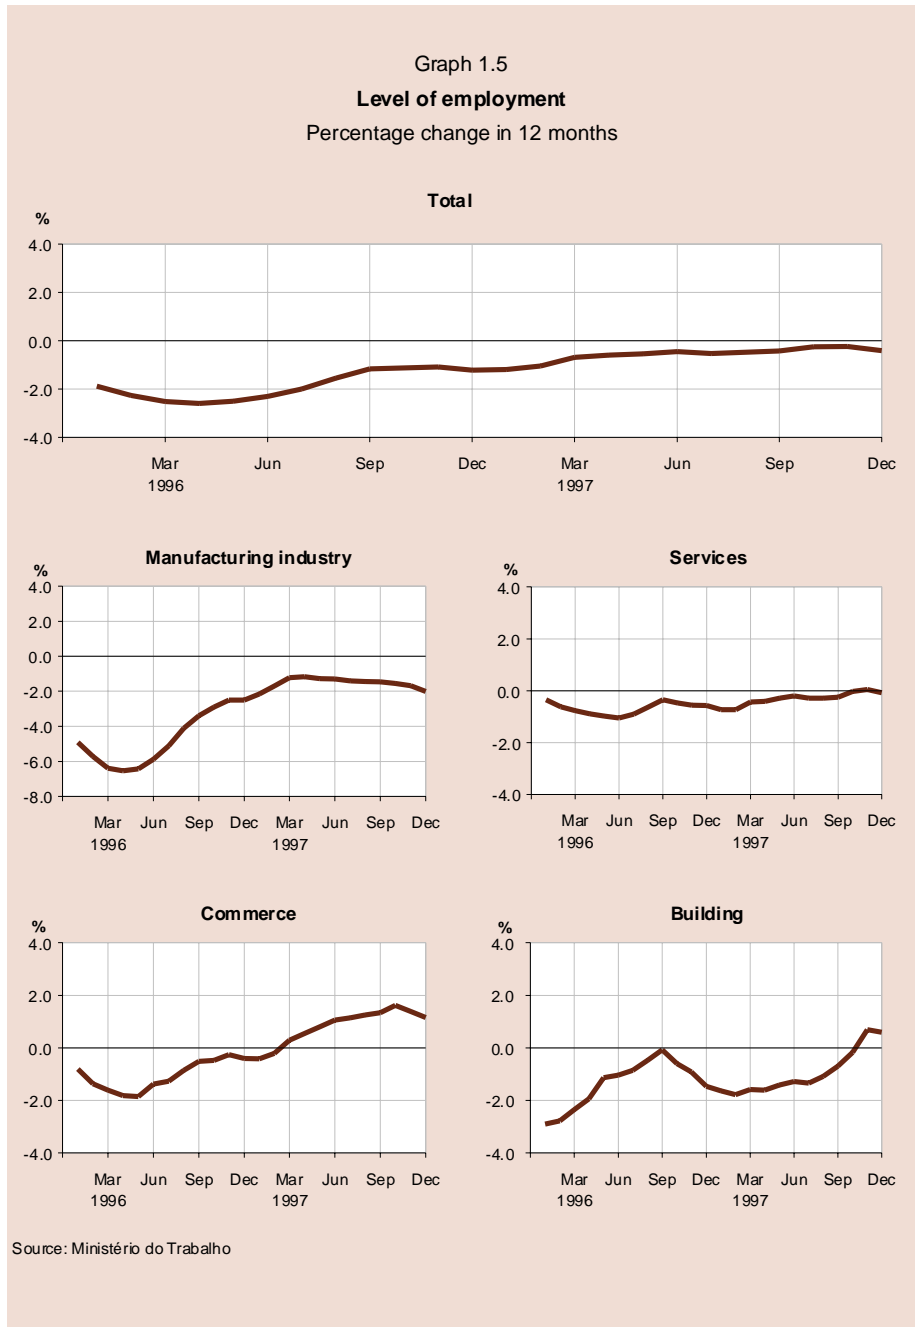 Graph 1.5
Level of employment
Percentage change in 12 months
Total
%
4.0
2.0
0.0
-2.0
-4.0
Mar Jun Sep Dec Mar Jun Sep Dec
1996 1997
Manufacturing industry
%
4.0
2.0
0.0
-2.0
-4.0
-6.0
-8.0
Mar Jun Sep Dec Mar Jun Sep Dec
1996 1997
Services
%
4.0
2.0
0.0
-2.0
-4.0
Mar Jun Sep Dec Mar Jun Sep Dec
1996 1997
Commerce
%
4.0
2.0
0.0
-2.0
-4.0
Mar Jun Sep Dec Mar Jun Sep Dec
1996 1997
Building
%
4.0
2.0
0.0
-2.0
-4.0
Mar Jun Sep Dec Mar Jun Sep Dec
1996 1997
Source: Ministério do Trabalho